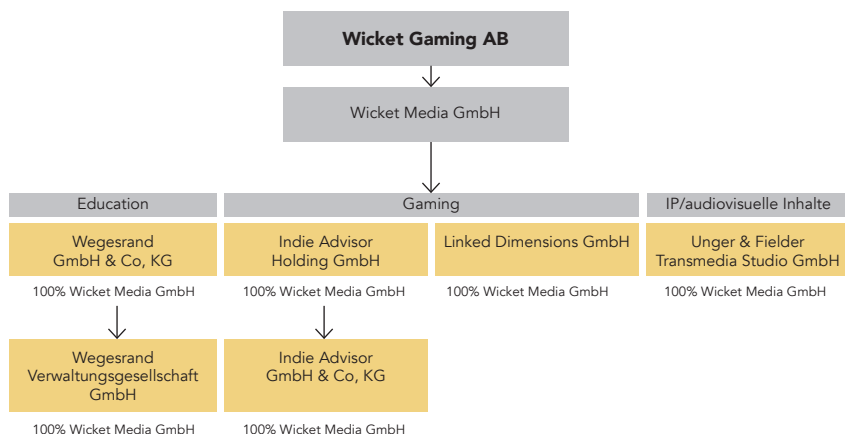 Wicket Gaming AB
Wicket Media GmbH
Education
Gaming
IP/audiovisuelle Inhalte
Wegesrand
GmbH & Co, KG
Indie Advisor
Holding GmbH
Linked Dimensions GmbH
Unger & Fielder
Transmedia Studio GmbH
100% Wicket Media GmbH
100% Wicket Media GmbH
100% Wicket Media GmbH
100% Wicket Media GmbH
Wegesrand
Verwaltungsgesellschaft
GmbH
Indie Advisor
GmbH & Co, KG
100% Wicket Media GmbH
100% Wicket Media GmbH